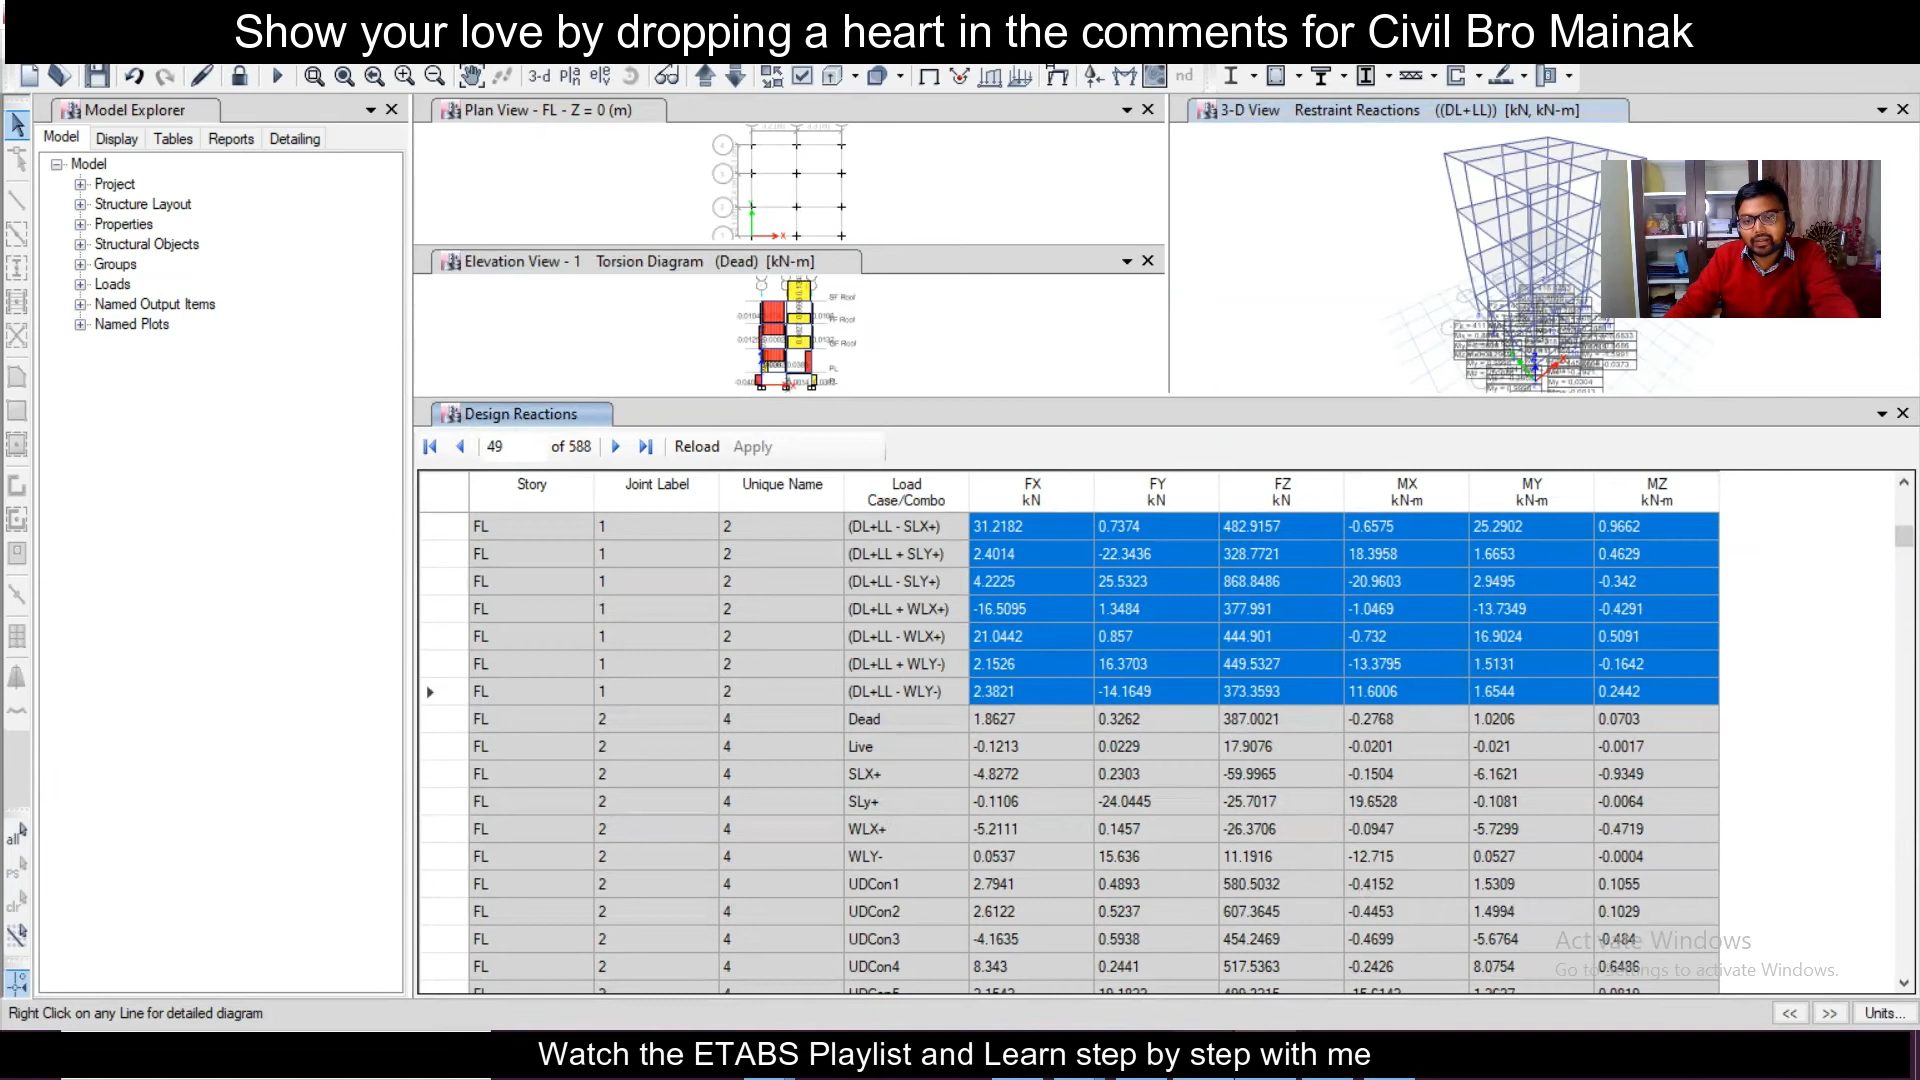 Show your love by dropping a heart in the comments for Civil Bro Mainak
3-d Pla ele nd
Model Explorer
Model Display Tables Reports Detailing
Model
Project
Structure Layout
Properties
Structural Objects
Groups
Loads
Named Output Items
Named Plots
Plan View - FL - Z = 0 (m)
Elevation View - 1 Torsion Diagram (Dead) [kN-m]
3-D View Restraint Reactions ((DL+LL)) [kN, kN-m]
Design Reactions
49 of 588 Reload Apply
Story Joint Label Unique Name Load Case/Combo FX kN FY kN FZ kN MX kN-m MY kN-m MZ kN-m
FL 1 2 (DL+LL - SLX+) 31.2182 0.7374 482.9157 -0.6575 25.2902 0.9662
FL 1 2 (DL+LL + SLY+) 2.4014 -22.3436 328.7721 18.3958 1.6653 0.4629
FL 1 2 (DL+LL - SLY+) 4.2225 25.5323 868.8486 -20.9603 2.9495 -0.342
FL 1 2 (DL+LL + WLX+) -16.5095 1.3484 377.991 -1.0469 -13.7349 -0.4291
FL 1 2 (DL+LL - WLX+) 21.0442 0.857 444.901 -0.732 16.9024 0.5091
FL 1 2 (DL+LL + WLY-) 2.1526 16.3703 449.5327 -13.3795 1.5131 -0.1642
FL 1 2 (DL+LL - WLY-) 2.3821 -14.1649 373.3593 11.6006 1.6544 0.2442
FL 2 4 Dead 1.8627 0.3262 387.0021 -0.2768 1.0206 0.0703
FL 2 4 Live -0.1213 0.0229 17.9076 -0.0201 -0.021 -0.0017
FL 2 4 SLX+ -4.8272 0.2303 -59.9965 -0.1504 -6.1621 -0.9349
FL 2 4 SLy+ -0.1106 -24.0445 -25.7017 19.6528 -0.1081 -0.0064
FL 2 4 WLX+ -5.2111 0.1457 -26.3706 -0.0947 -5.7299 -0.4719
FL 2 4 WLY- 0.0537 15.636 11.1916 -12.715 0.0527 -0.0004
FL 2 4 UDCon1 2.7941 0.4893 580.5032 -0.4152 1.5309 0.1055
FL 2 4 UDCon2 2.6122 0.5237 607.3645 -0.4453 1.4994 0.1029
FL 2 4 UDCon3 -4.1635 0.5938 454.2469 -0.4699 -5.6764 -0.484
FL 2 4 UDCon4 8.343 0.2441 517.5363 -0.2426 8.0754 0.6486
Activate Windows
Go to Settings to activate Windows.
all
ps
clr
Right Click on any Line for detailed diagram
<< >> Units...
Watch the ETABS Playlist and Learn step by step with me